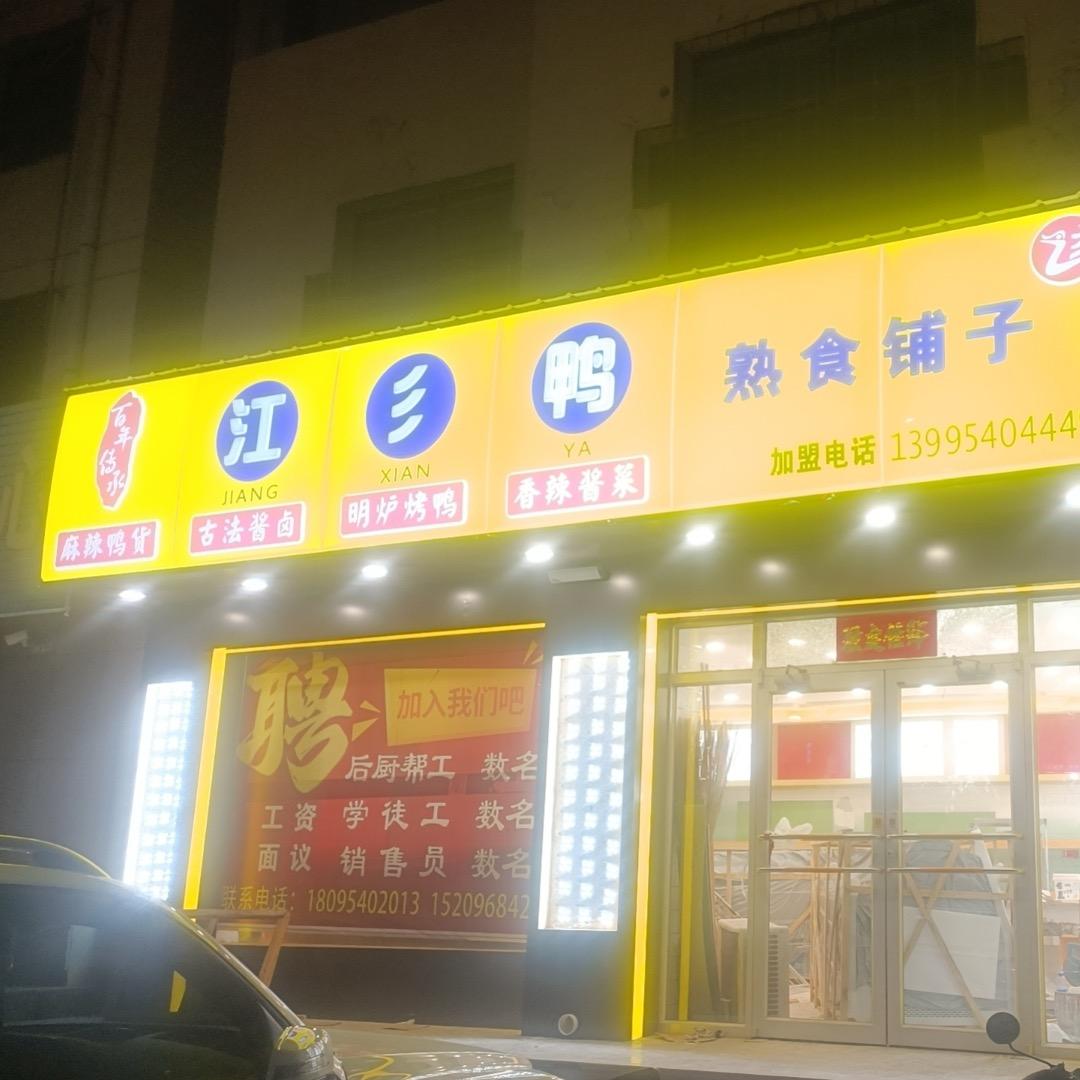 百年传承
麻辣鸭货
江
JIANG
古法酱卤
乡
XIAN
明炉烤鸭
鸭
YA
香辣酱菜
熟食铺子
加盟电话 13995404444
聘
加入我们吧
后厨帮工 数名
工资 学徒工 数名
面议 销售员 数名
联系电话：18095402013 152096842